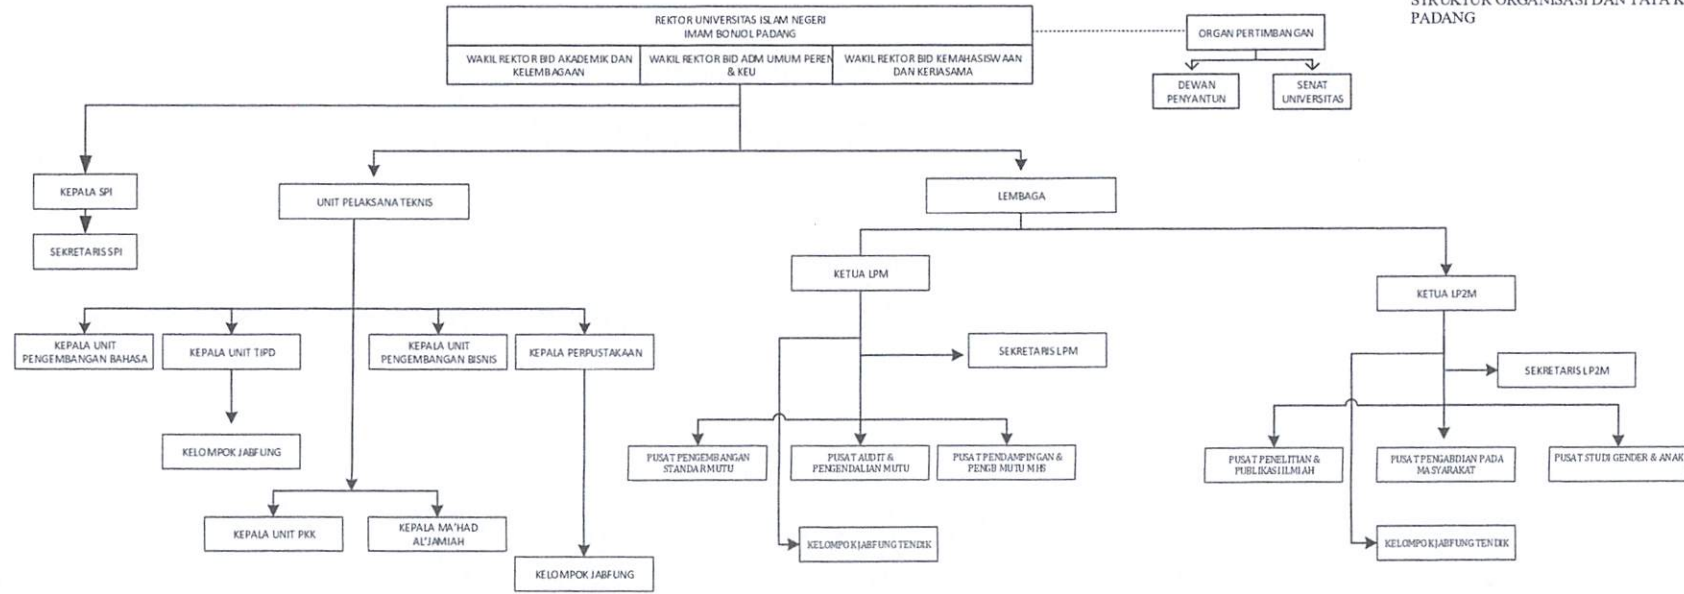 STRUKTUR ORGANISASI DAN TATA K
PADANG
REKTOR UNIVERSITAS ISLAM NEGERI
IMAM BONJOL PADANG
ORGAN PERTIMBANGAN
WAKIL REKTOR BID AKADEMIK DAN
KELEMBAGAAN
WAKIL REKTOR BID ADM UMUM PEREN
& KEU
WAKIL REKTOR BID KEMAHASISWAAN
DAN KERJASAMA
DEWAN
PENYANTUN
SENAT
UNIVERSITAS
KEPALA SPI
SEKRETARIS SPI
UNIT PELAKSANA TEKNIS
LEMBAGA
KETUA LPM
KETUA LP2M
KEPALA UNIT
PENGEMBANGAN BAHASA
KEPALA UNIT TIPD
KEPALA UNIT
PENGEMBANGAN BISNIS
KEPALA PERPUSTAKAAN
SEKRETARIS LPM
SEKRETARIS LP2M
KELOMPOK JABFUNG
PUSAT PENGEMBANGAN
STANDAR MUTU
PUSAT AUDIT &
PENGENDALIAN MUTU
PUSAT PENDAMPINGAN &
PENGB MUTU MHS
PUSAT PENELITIAN &
PUBLIKASI ILMIAH
PUSAT PENGABDIAN PADA
MASYARAKAT
PUSAT STUDI GENDER & ANAK
KEPALA UNIT PKK
KEPALA MA'HAD
AL'JAMIAH
KELOMPOK JABFUNG
KELOMPOK JABFUNG TENDIK
KELOMPOK JABFUNG TENDIK